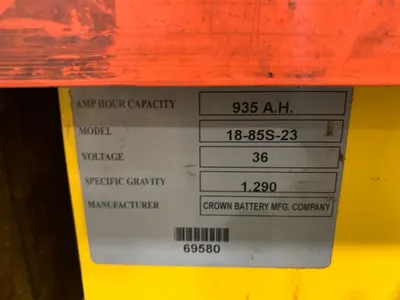 AMP HOUR CAPACITY 935 A.H.
MODEL 18-85S-23
VOLTAGE 36
SPECIFIC GRAVITY 1.290
MANUFACTURER CROWN BATTERY MFG. COMPANY
69580